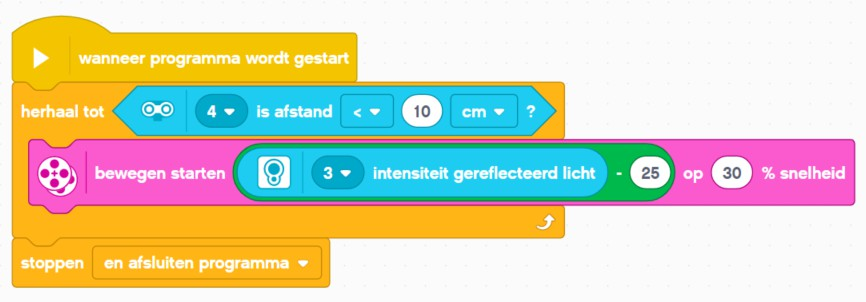 wanneer programma wordt gestart
herhaal tot 4 is afstand < 10 cm ?
bewegen starten 3 intensiteit gereflecteerd licht - 25 op 30 % snelheid
stoppen en afsluiten programma